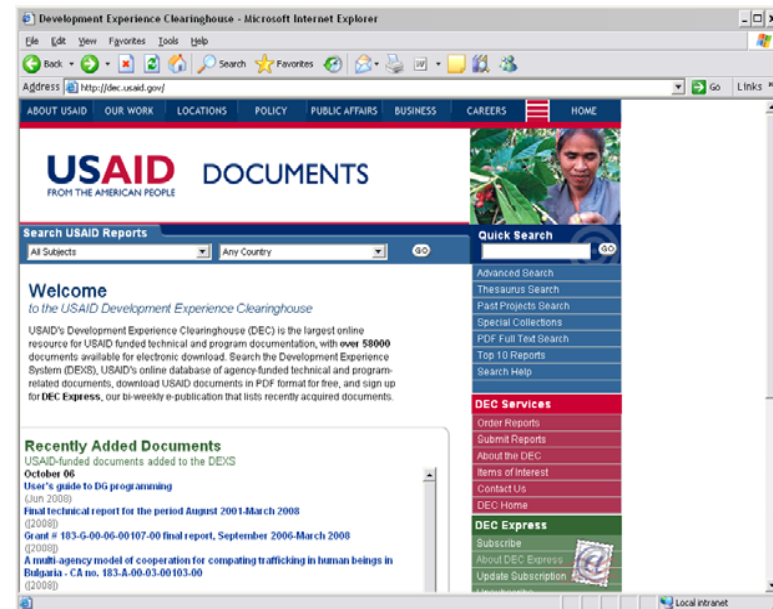 Development Experience Clearinghouse - Microsoft Internet Explorer
File Edit View Favorites Tools Help
Back Search Favorites
Address http://dec.usaid.gov/ Go Links
ABOUT USAID OUR WORK LOCATIONS POLICY PUBLIC AFFAIRS BUSINESS CAREERS HOME
USAID DOCUMENTS
FROM THE AMERICAN PEOPLE
Search USAID Reports
All Subjects Any Country GO
Quick Search
GO
Advanced Search
Thesaurus Search
Past Projects Search
Special Collections
PDF Full Text Search
Top 10 Reports
Search Help
Welcome
to the USAID Development Experience Clearinghouse
USAID's Development Experience Clearinghouse (DEC) is the largest online
resource for USAID funded technical and program documentation, with over 58000
documents available for electronic download. Search the Development Experience
System (DEXS), USAID's online database of agency-funded technical and program-
related documents, download USAID documents in PDF format for free, and sign up
for DEC Express, our bi-weekly e-publication that lists recently acquired documents.
DEC Services
Order Reports
Submit Reports
About the DEC
Items of Interest
Contact Us
DEC Home
DEC Express
Subscribe
About DEC Express
Update Subscription
Recently Added Documents
USAID-funded documents added to the DEXS
October 06
User's guide to DG programming
(Jun 2008)
Final technical report for the period August 2001-March 2008
([2008])
Grant # 183-G-00-06-00107-00 final report, September 2006-March 2008
([2008])
A multi-agency model of cooperation for compating trafficking in human beings in
Bulgaria - CA no. 183-A-00-03-00103-00
([2008])
Local intranet